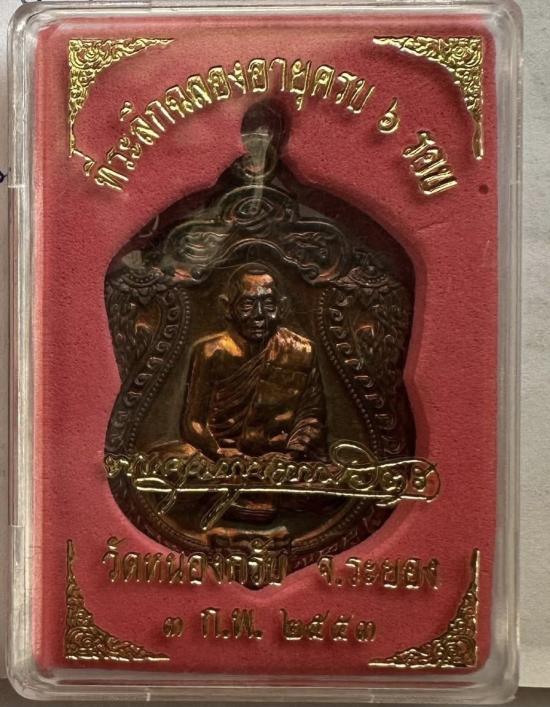 ที่ระลึกฉลองอายุครบ ๖ รอบ
วัดหนองกรับ จ.ระยอง
๓ ก.พ. ๒๕๕๓